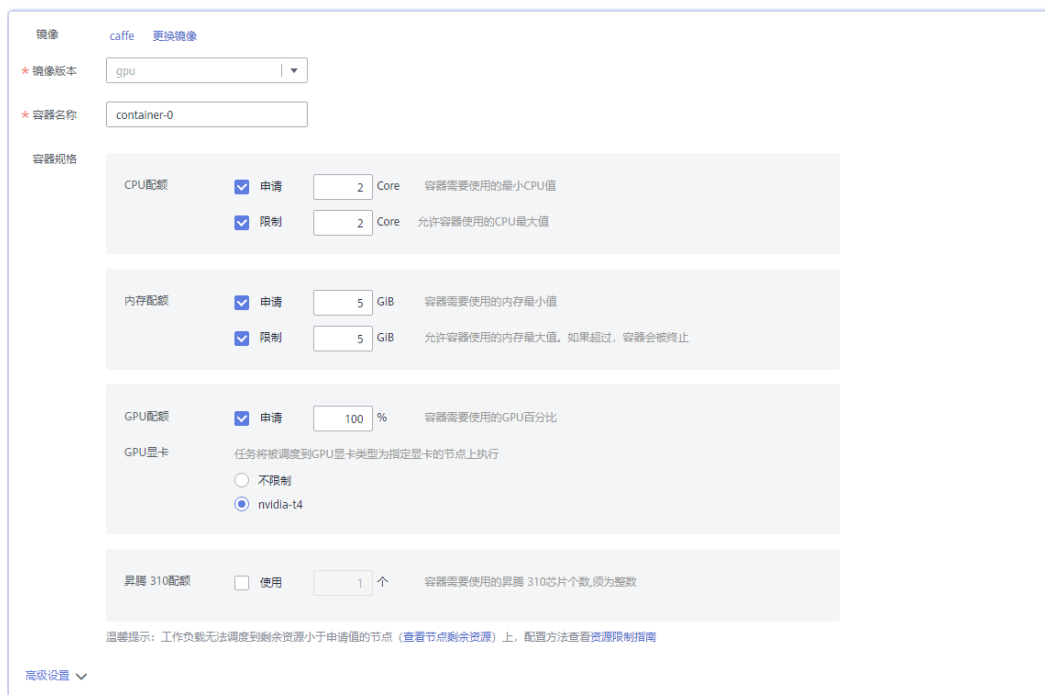 镜像 caffe 更换镜像
* 镜像版本 gpu
* 容器名称 container-0
容器规格
CPU配额 申请 2 Core 容器需要使用的最小CPU值
限制 2 Core 允许容器使用的CPU最大值
内存配额 申请 5 GiB 容器需要使用的内存最小值
限制 5 GiB 允许容器使用的内存最大值。如果超过，容器会被终止
GPU配额 申请 100 % 容器需要使用的GPU百分比
GPU显卡 任务将被调度到GPU显卡类型为指定显卡的节点上执行
不限制
nvidia-t4
昇腾 310配额 使用 1 个 容器需要使用的昇腾 310芯片个数,须为整数
温馨提示：工作负载无法调度到剩余资源小于申请值的节点（查看节点剩余资源）上，配置方法查看资源限制指南
高级设置